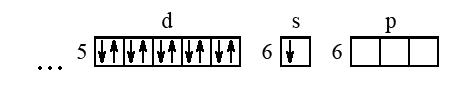 d s p
... 5 ↓↑ ↓↑ ↓↑ ↓↑ ↓↑ 6 ↓ 6